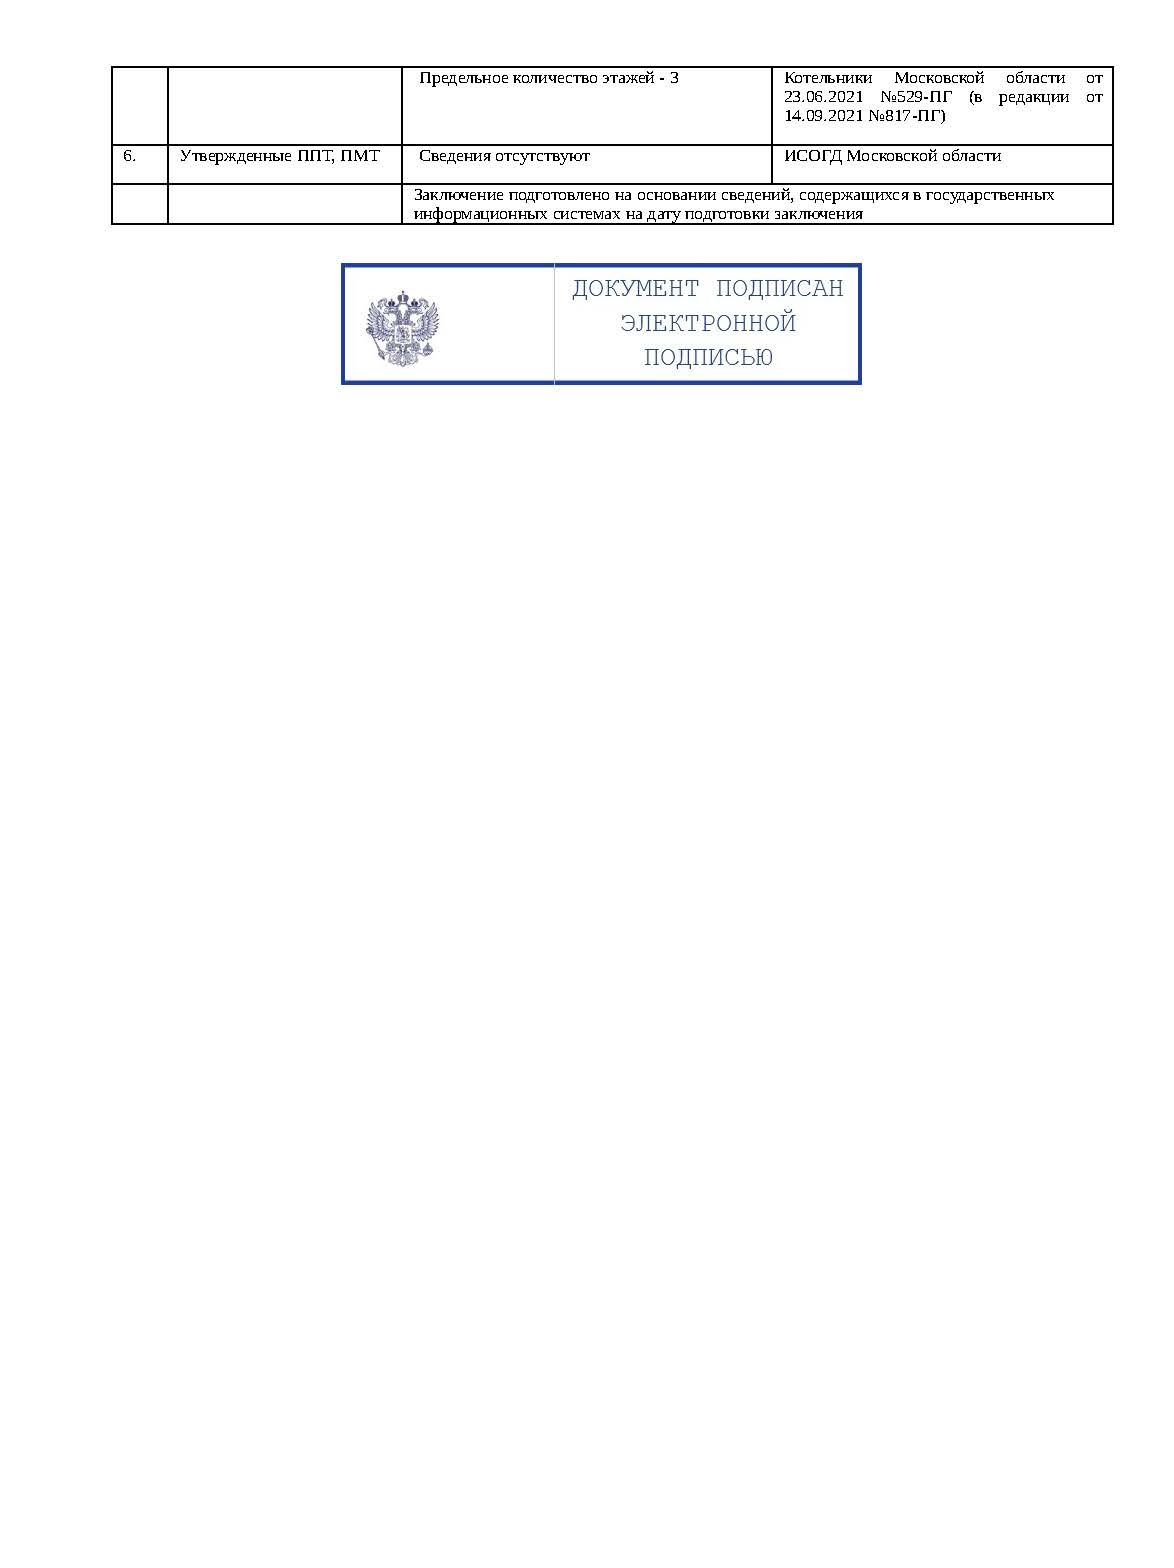 Предельное количество этажей - 3
Котельники Московской области от
23.06.2021 №529-ПГ (в редакции от
14.09.2021 №817-ПГ)
6.
Утвержденные ППТ, ПМТ
Сведения отсутствуют
ИСОГД Московской области
Заключение подготовлено на основании сведений, содержащихся в государственных
информационных системах на дату подготовки заключения
ДОКУМЕНТ ПОДПИСАН
ЭЛЕКТРОННОЙ
ПОДПИСЬЮ